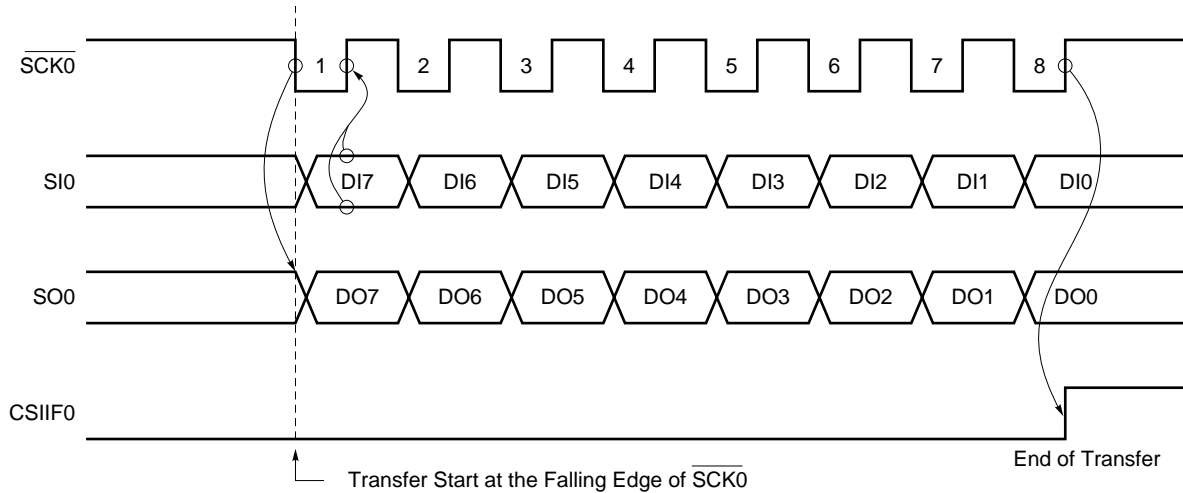 SCK0 1 2 3 4 5 6 7 8
SI0 DI7 DI6 DI5 DI4 DI3 DI2 DI1 DI0
SO0 DO7 DO6 DO5 DO4 DO3 DO2 DO1 DO0
CSIIF0
End of Transfer
Transfer Start at the Falling Edge of SCK0